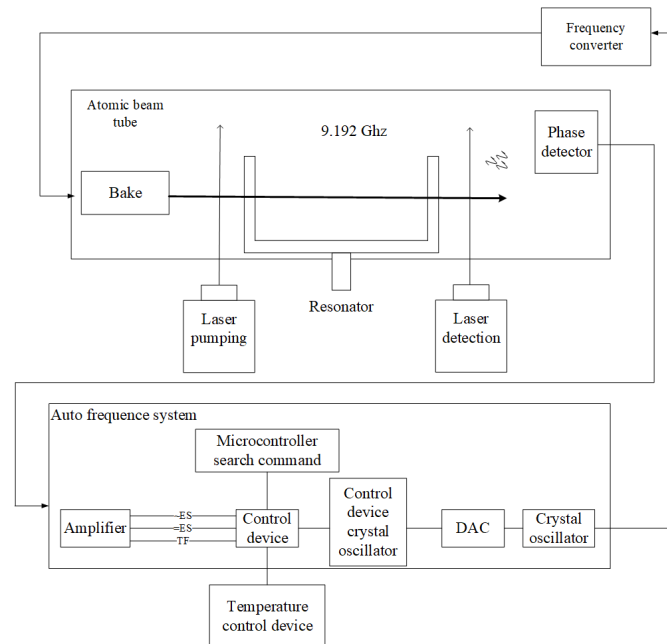 Frequency
converter
Atomic beam
tube
9.192 Ghz
Phase
detector
Bake
Laser
pumping
Resonator
Laser
detection
Auto frequence system
Microcontroller
search command
Amplifier
~ES
=ES
TF
Control
device
Control
device
crystal
oscillator
DAC
Crystal
oscillator
Temperature
control device